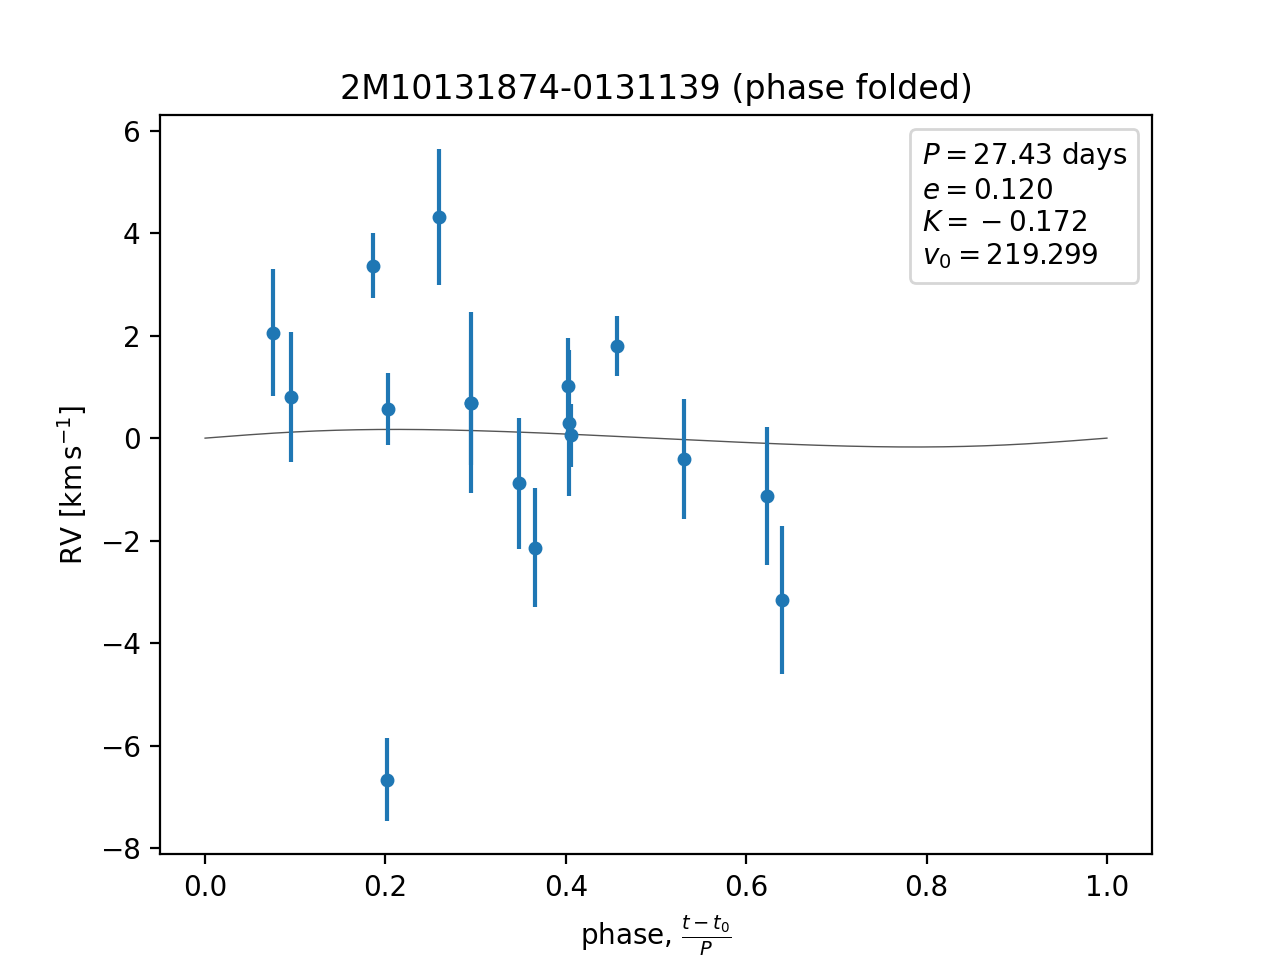 2M10131874-0131139 (phase folded)
P = 27.43 days
e = 0.120
K = −0.172
v₀ = 219.299
6
4
2
0
−2
−4
−6
−8
RV [km s⁻¹]
0.0 0.2 0.4 0.6 0.8 1.0
phase, (t − t₀)/P